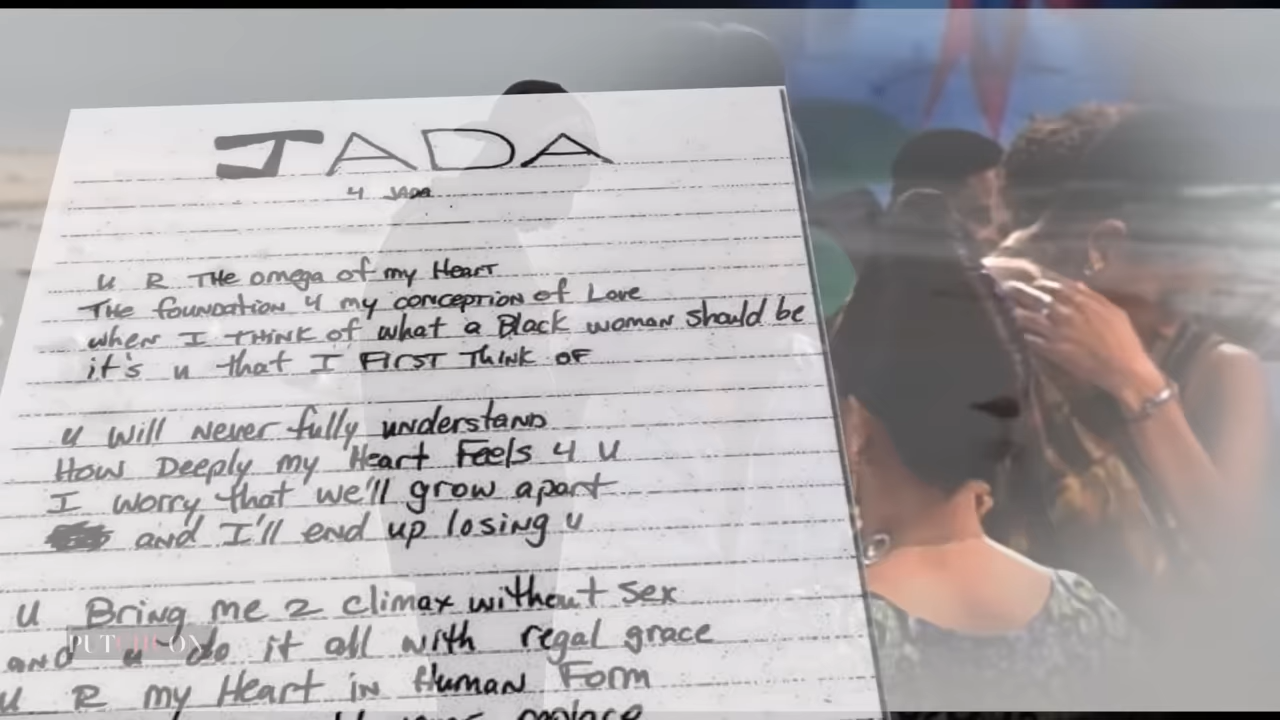 JADA
4 JADA
U R THE omega of my Heart
THE foundation 4 my conception of Love
when I THINK of what a Black woman should be
it's u that I FIRST Think OF
u will never fully understand
How Deeply my Heart Feels 4 U
I worry that we'll grow apart
and I'll end up losing u
U Bring me 2 climax without sex
and u do it all with regal grace
U R my Heart in Human Form
PUT ON